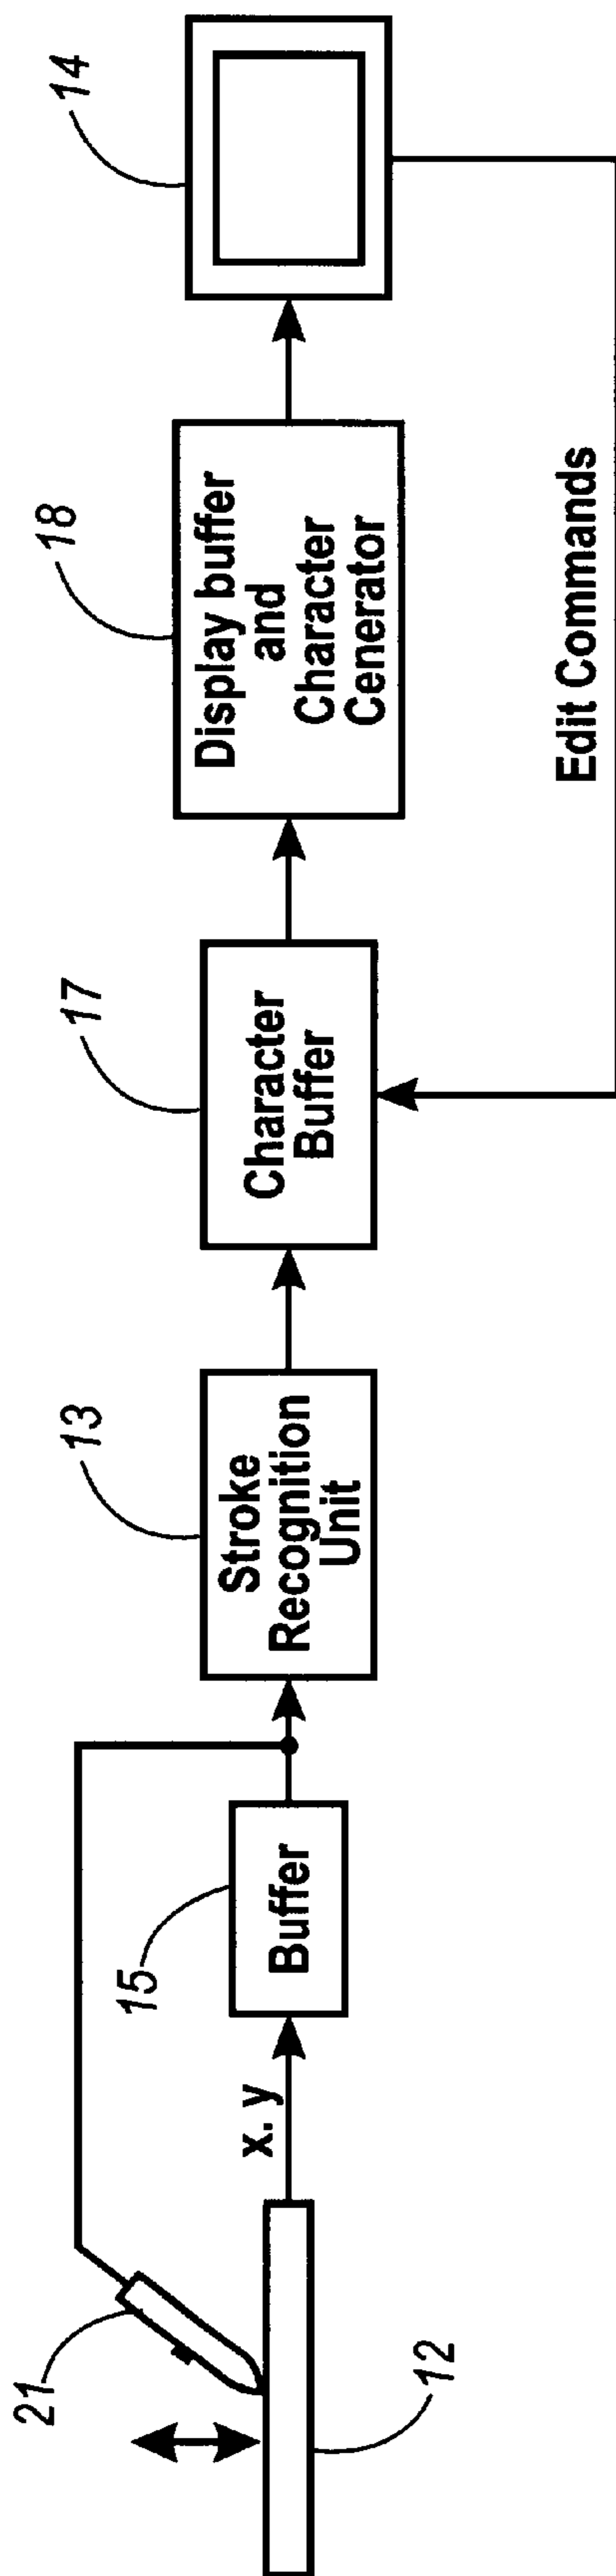 21
12
x. y
15
Buffer
13
Stroke
Recognition
Unit
17
Character
Buffer
18
Display buffer
and
Character
Cenerator
14
Edit Commands